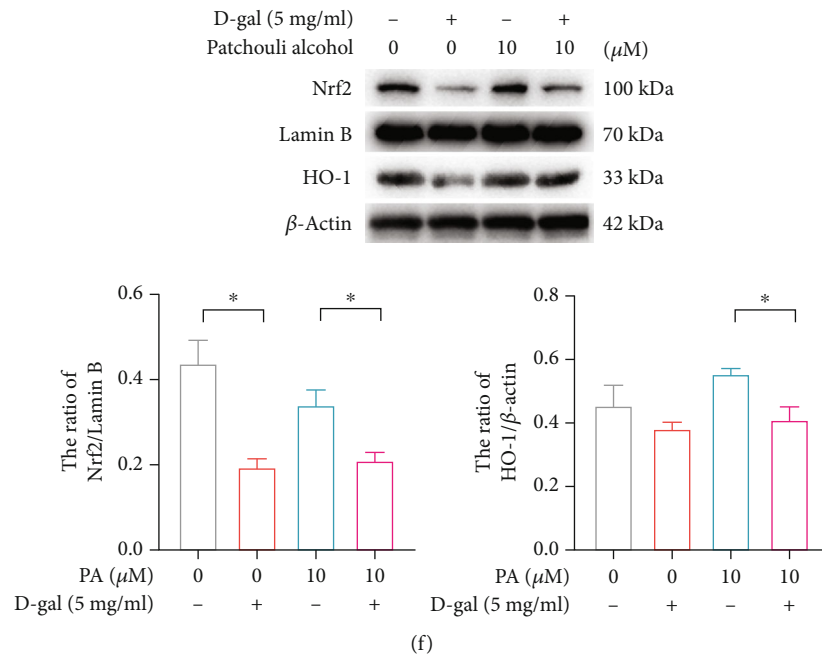 D-gal (5 mg/ml) – + – +
Patchouli alcohol 0 0 10 10 (μM)
Nrf2 100 kDa
Lamin B 70 kDa
HO-1 33 kDa
β-Actin 42 kDa
The ratio of
Nrf2/Lamin B
0.6
0.4
0.2
0.0
* *
PA (μM) 0 0 10 10
D-gal (5 mg/ml) – + – +
The ratio of
HO-1/β-actin
0.8
0.6
0.4
0.2
0.0
*
PA (μM) 0 0 10 10
D-gal (5 mg/ml) – + – +
(f)